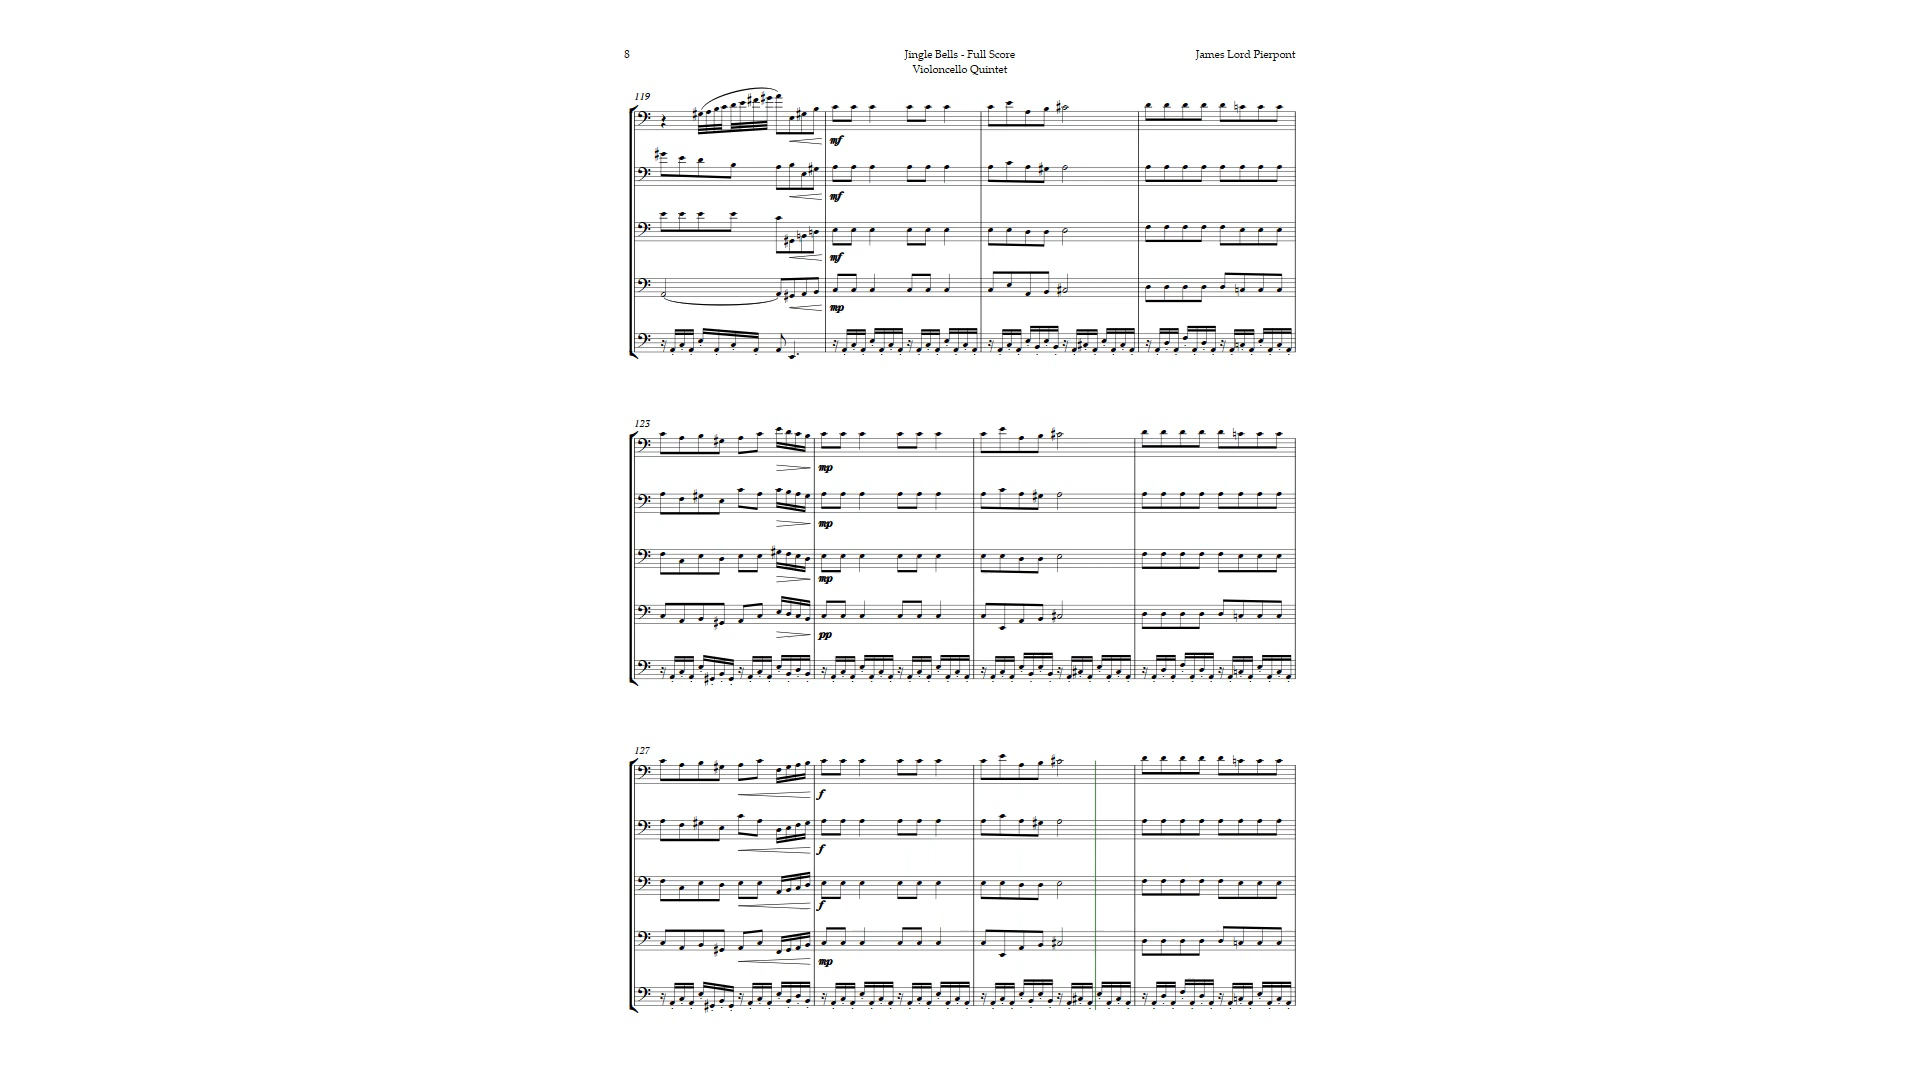 8
Jingle Bells - Full Score
James Lord Pierpont
Violoncello Quintet
119
mf
mf
mf
mp
123
mp
mp
mp
pp
127
f
f
f
mp